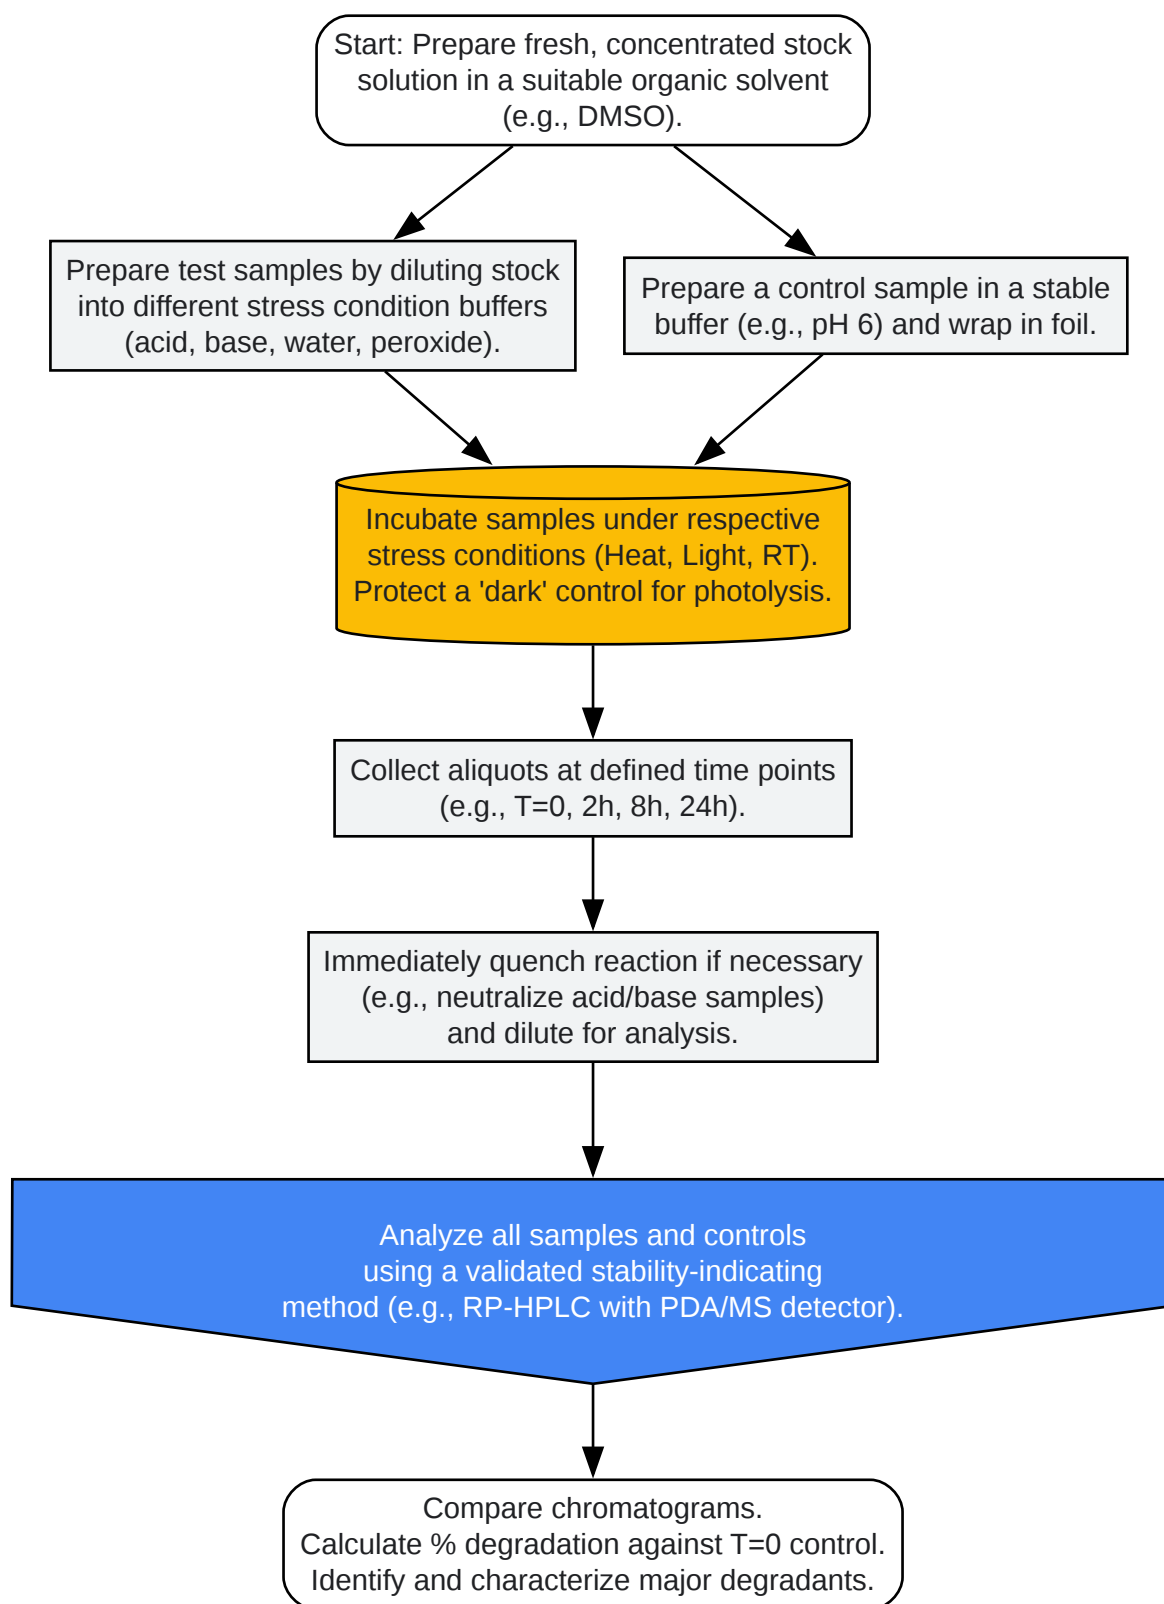 Start: Prepare fresh, concentrated stock
solution in a suitable organic solvent
(e.g., DMSO).
Prepare test samples by diluting stock
into different stress condition buffers
(acid, base, water, peroxide).
Prepare a control sample in a stable
buffer (e.g., pH 6) and wrap in foil.
Incubate samples under respective
stress conditions (Heat, Light, RT).
Protect a 'dark' control for photolysis.
Collect aliquots at defined time points
(e.g., T=0, 2h, 8h, 24h).
Immediately quench reaction if necessary
(e.g., neutralize acid/base samples)
and dilute for analysis.
Analyze all samples and controls
using a validated stability-indicating
method (e.g., RP-HPLC with PDA/MS detector).
Compare chromatograms.
Calculate % degradation against T=0 control.
Identify and characterize major degradants.